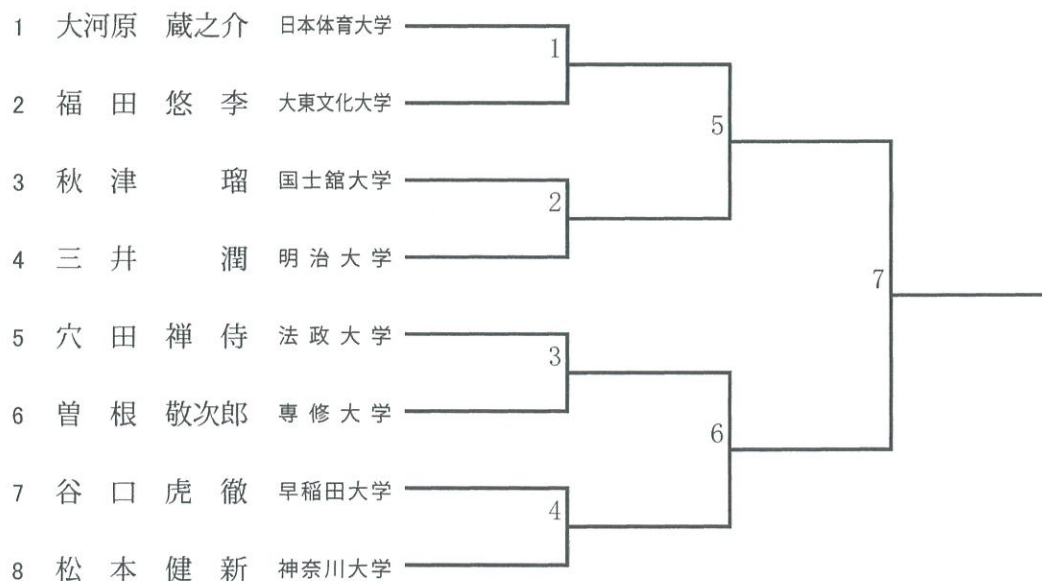 1 大河原 蔵之介 日本体育大学
1
2 福田悠李 大東文化大学
5
3 秋津 瑠 国士舘大学
2
4 三井 潤 明治大学
7
5 穴田禅侍 法政大学
3
6 曽根 敬次郎 専修大学
6
7 谷口虎徹 早稲田大学
4
8 松本健新 神奈川大学